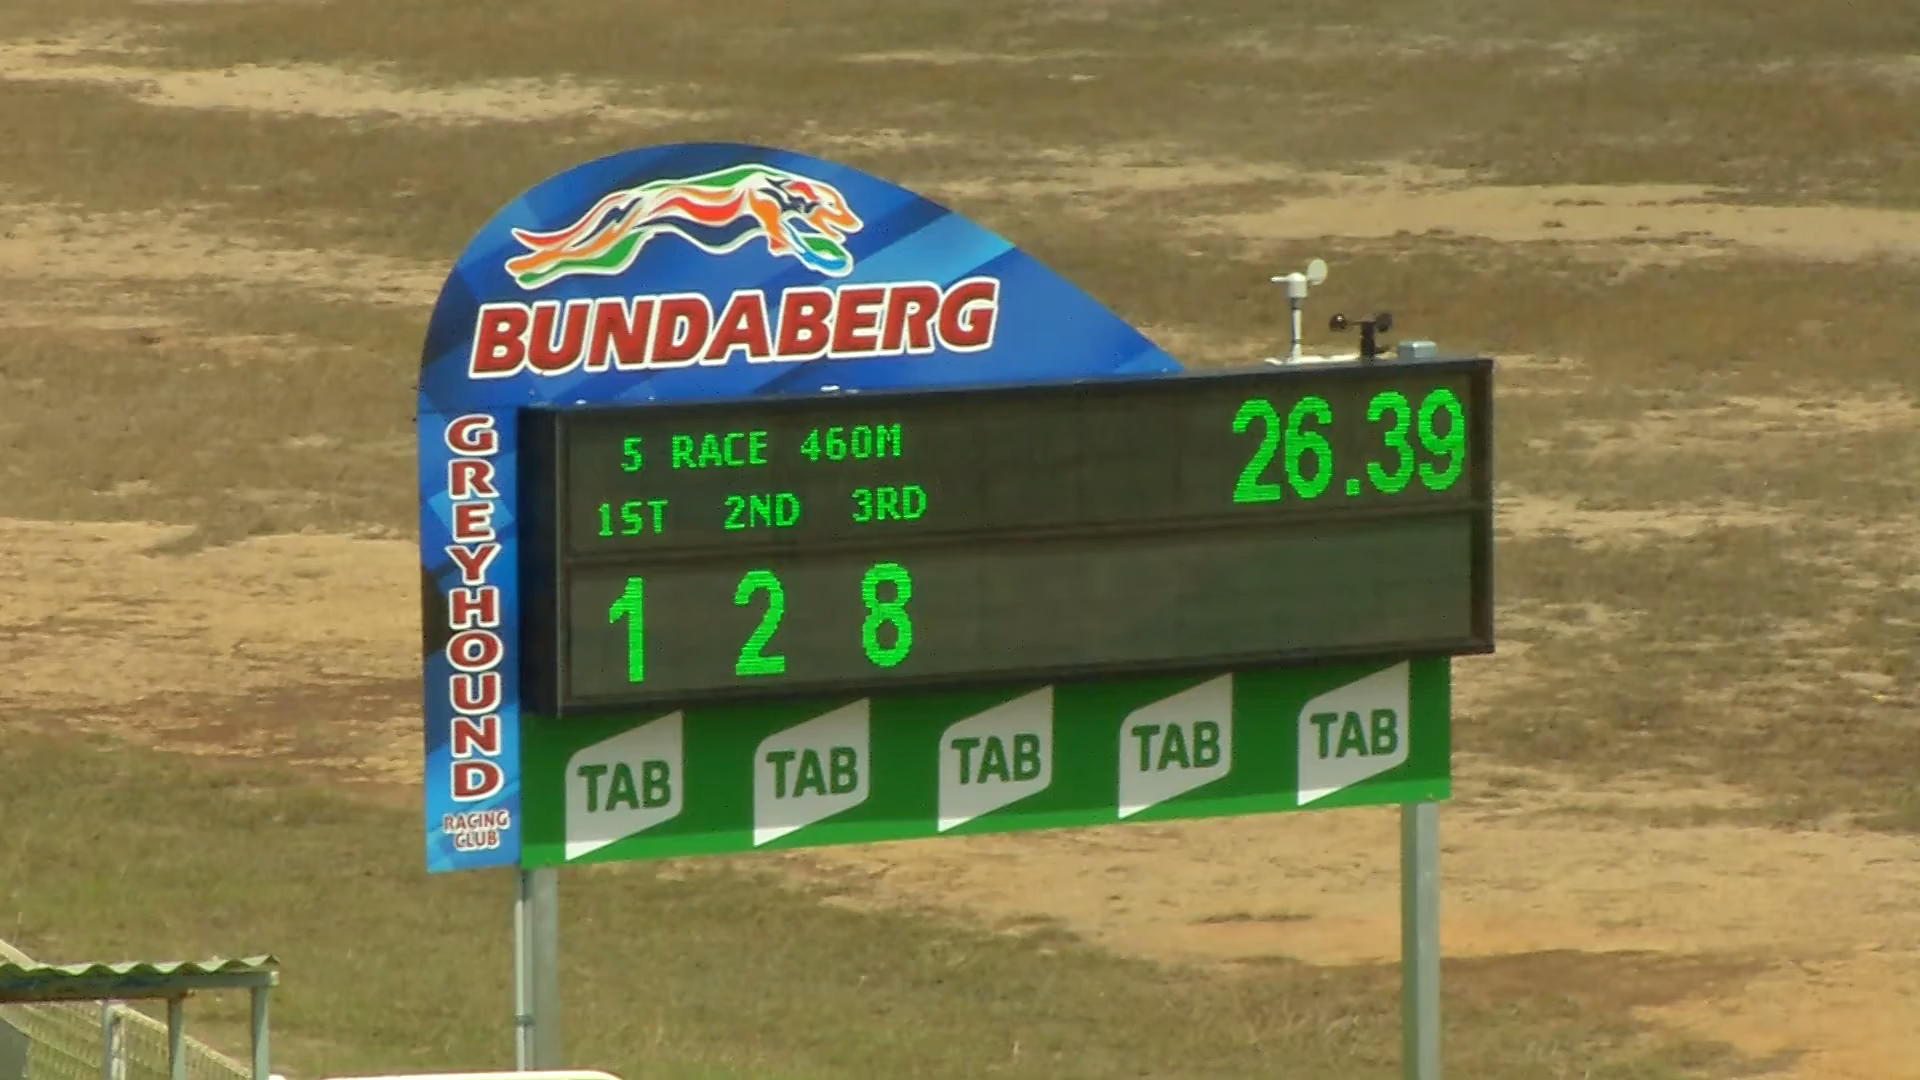 BUNDABERG
GREYHOUND
RACING
CLUB
5 RACE 460M
26.39
1ST 2ND 3RD
1 2 8
TAB TAB TAB TAB TAB